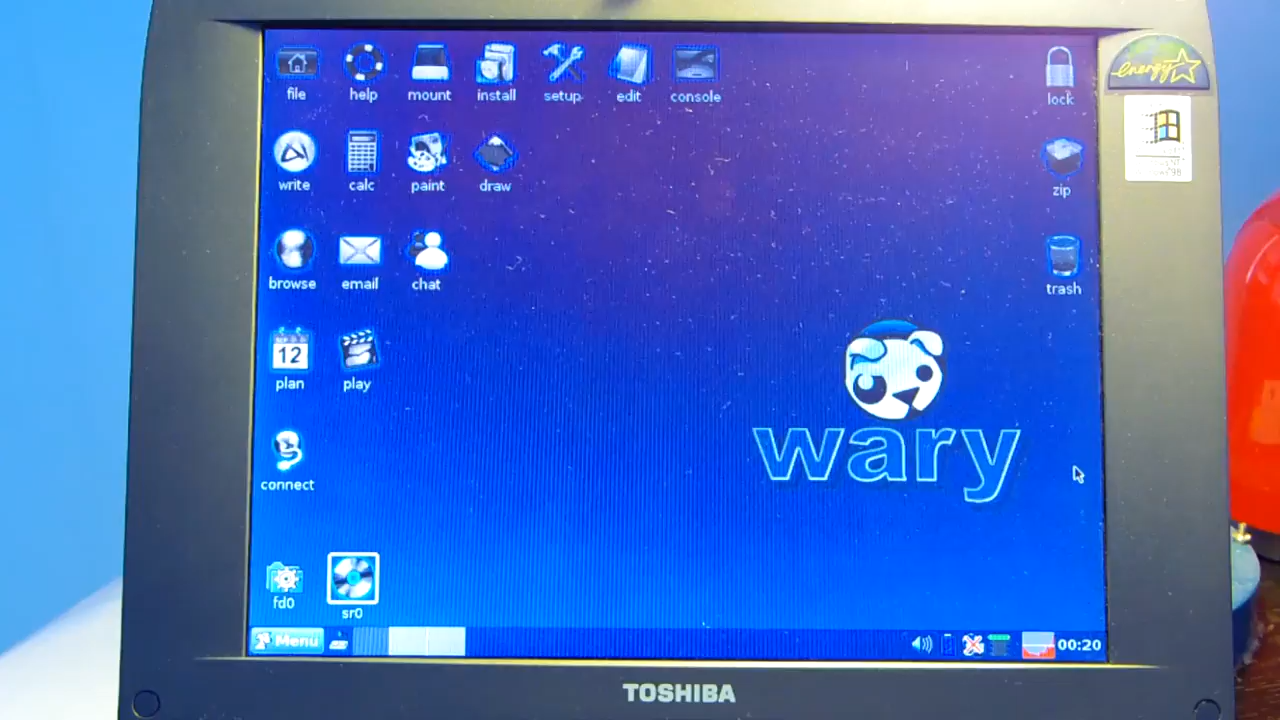 file help mount install setup edit console lock
write calc paint draw zip
browse email chat trash
12
plan play
wary
connect
fd0 sr0
Menu 00:20
TOSHIBA
energy